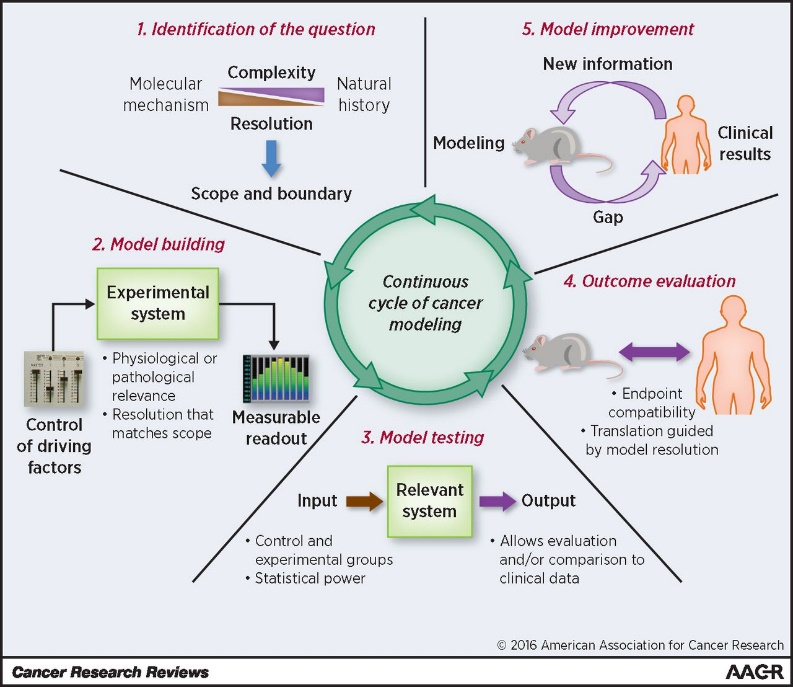 1. Identification of the question
Molecular
mechanism
Complexity
Resolution
Natural
history
Scope and boundary
5. Model improvement
New information
Modeling
Clinical
results
Gap
2. Model building
Experimental
system
• Physiological or
pathological
relevance
• Resolution that
matches scope
Control
of driving
factors
Measurable
readout
Continuous
cycle of cancer
modeling
4. Outcome evaluation
• Endpoint
compatibility
• Translation guided
by model resolution
3. Model testing
Input
Relevant
system
Output
• Control and
experimental groups
• Statistical power
• Allows evaluation
and/or comparison to
clinical data
© 2016 American Association for Cancer Research
Cancer Research Reviews
AACR